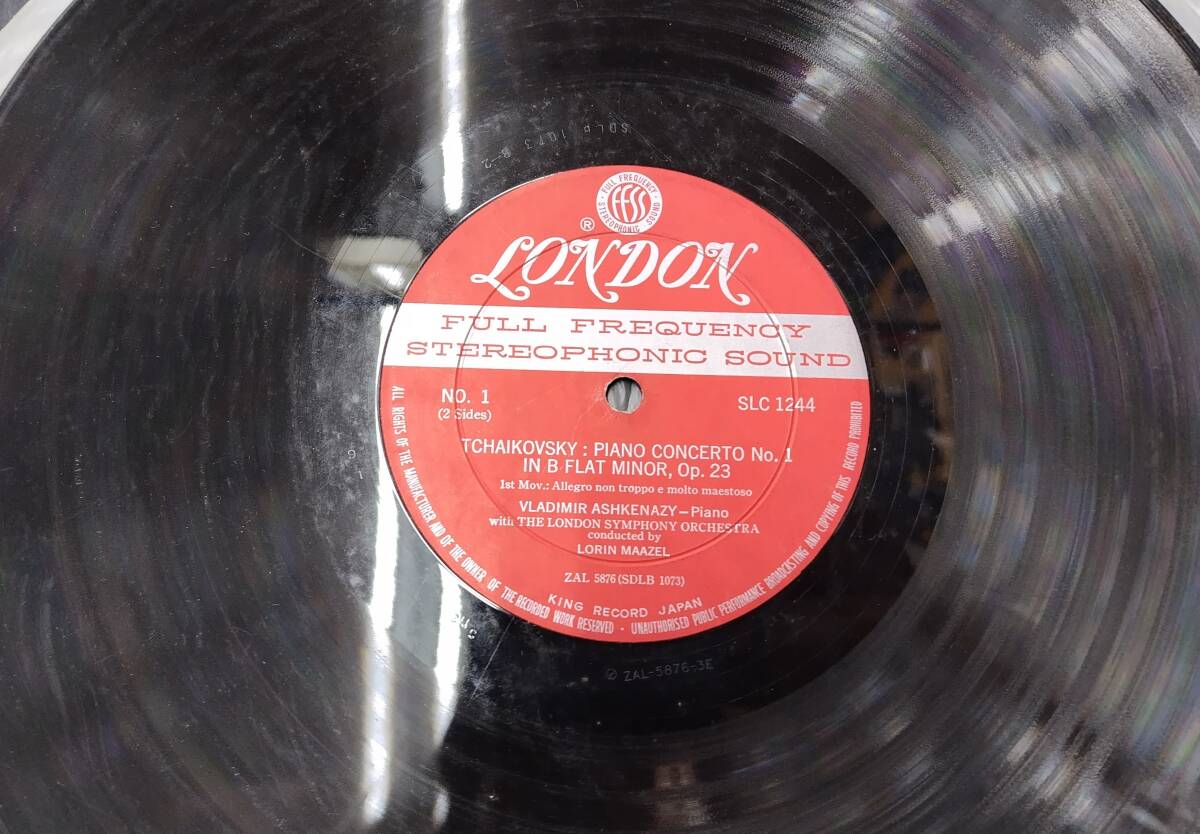 FULL FREQUENCY
FFSS
STEREOPHONIC SOUND
®
LONDON
FULL FREQUENCY
STEREOPHONIC SOUND
NO. 1
(2 Sides)
SLC 1244
TCHAIKOVSKY : PIANO CONCERTO No. 1
IN B FLAT MINOR, Op. 23
1st Mov.: Allegro non troppo e molto maestoso
VLADIMIR ASHKENAZY—Piano
with THE LONDON SYMPHONY ORCHESTRA
conducted by
LORIN MAAZEL
ZAL 5876 (SDLB 1073)
KING RECORD JAPAN
ALL RIGHTS OF THE MANUFACTURER AND OF THE OWNER OF THE RECORDED WORK RESERVED · UNAUTHORISED PUBLIC PERFORMANCE BROADCASTING AND COPYING OF THIS RECORD PROHIBITED
ZAL-5876-3E